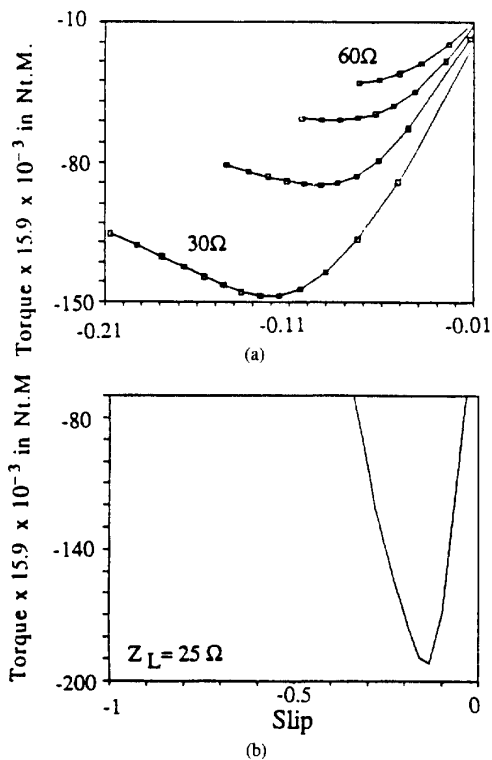 Torque x 15.9 x 10⁻³ in Nt.M.
-10
-80
-150
60Ω
30Ω
-0.21
-0.11
-0.01
(a)
Torque x 15.9 x 10⁻³ in Nt.M
-80
-140
-200
Z L = 25 Ω
-1
-0.5
0
Slip
(b)